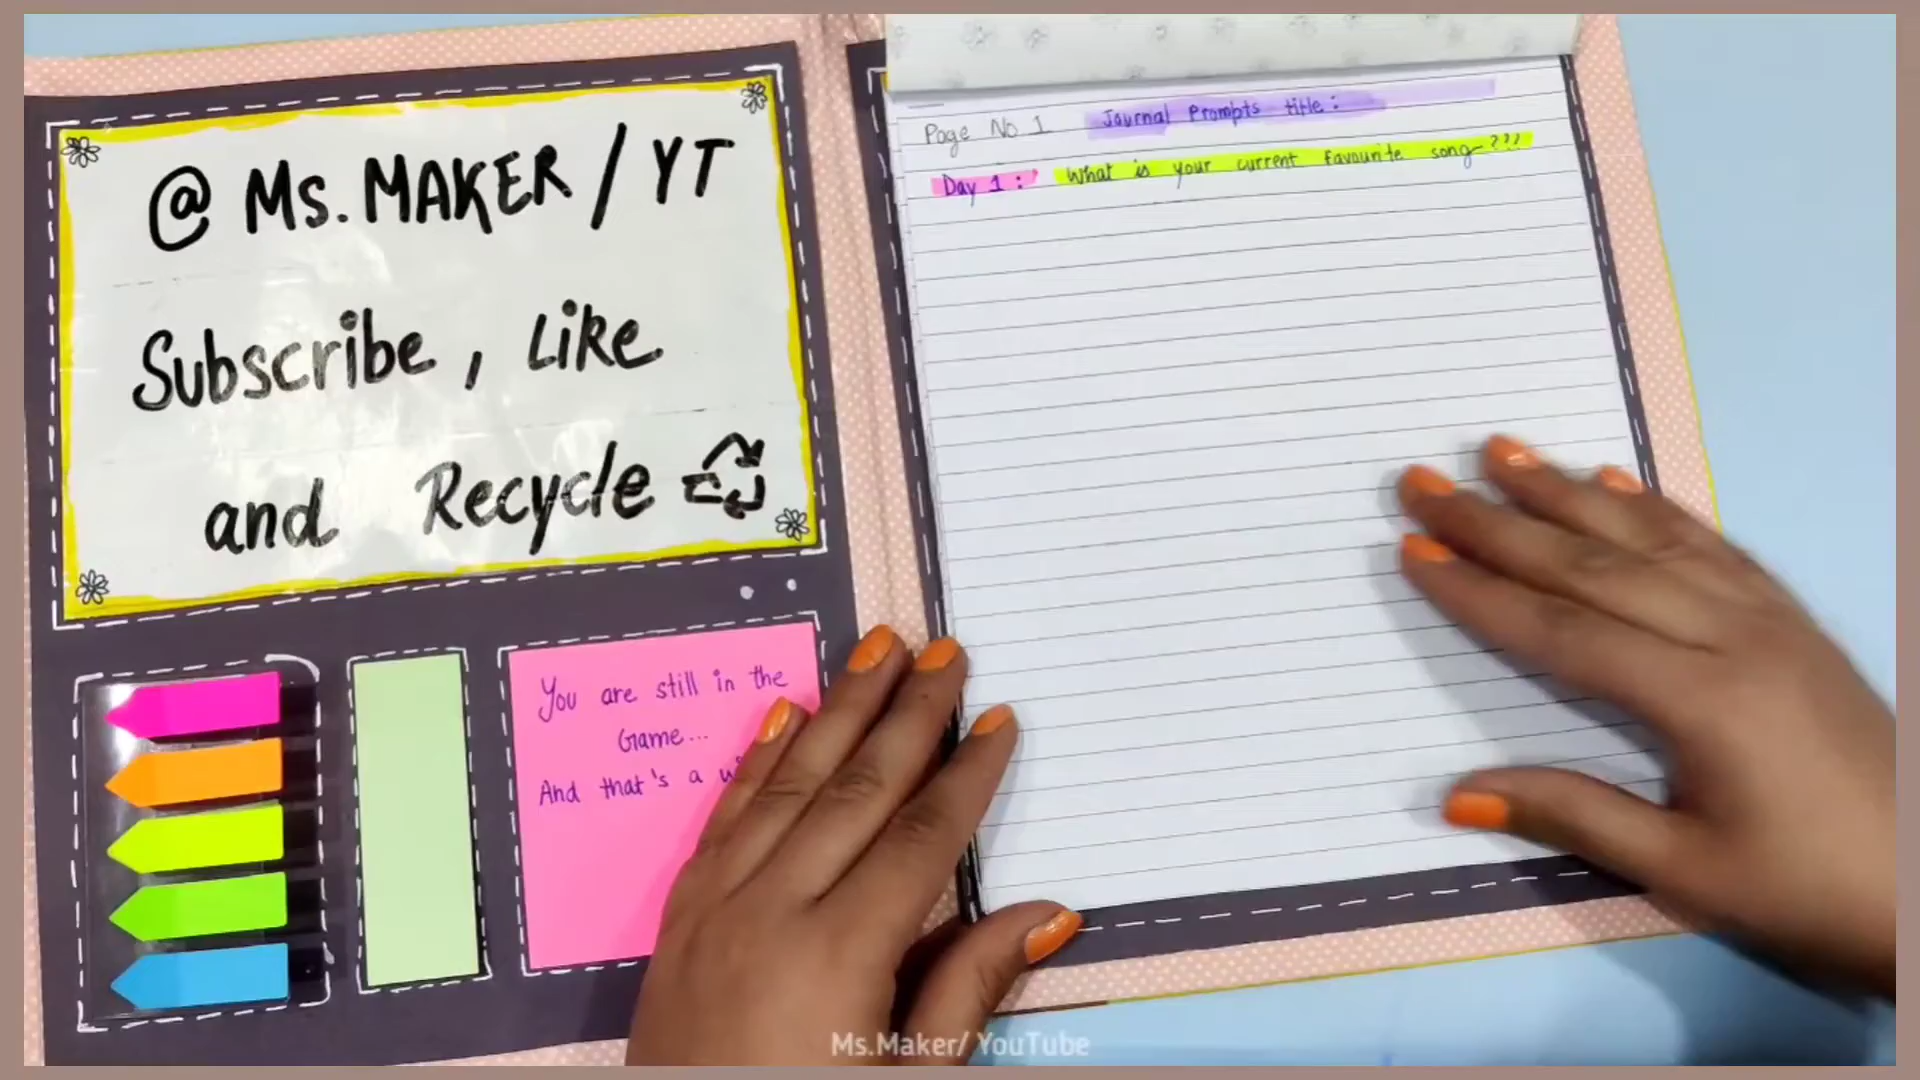 @ Ms. MAKER / YT
Subscribe, Like
and Recycle
You are still in the
Game...
And that's a
Page No 1 Journal Prompts title:
Day 1: What is your current favourite song???
Ms.Maker/ YouTube